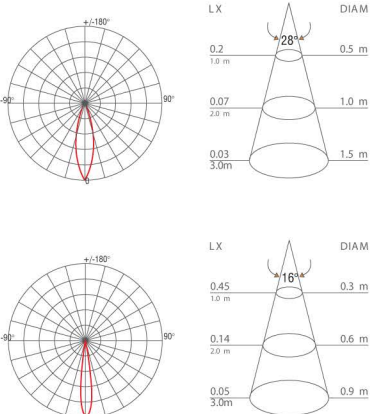 +/-180°
-90°
90°
0
LX
DIAM
28°
0.2
1.0 m
0.5 m
0.07
2.0 m
1.0 m
0.03
3.0m
1.5 m
+/-180°
-90°
90°
LX
DIAM
16°
0.45
1.0 m
0.3 m
0.14
2.0 m
0.6 m
0.05
3.0m
0.9 m